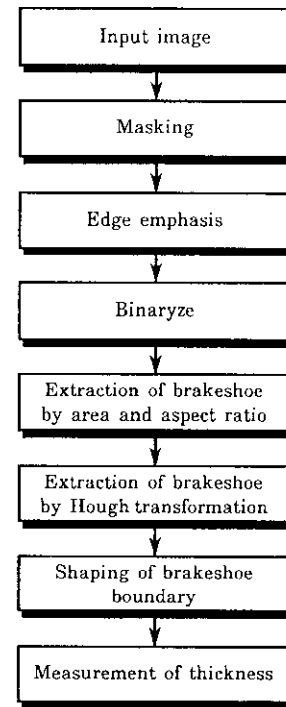 Input image
Masking
Edge emphasis
Binaryze
Extraction of brakeshoe
by area and aspect ratio
Extraction of brakeshoe
by Hough transformation
Shaping of brakeshoe
boundary
Measurement of thickness